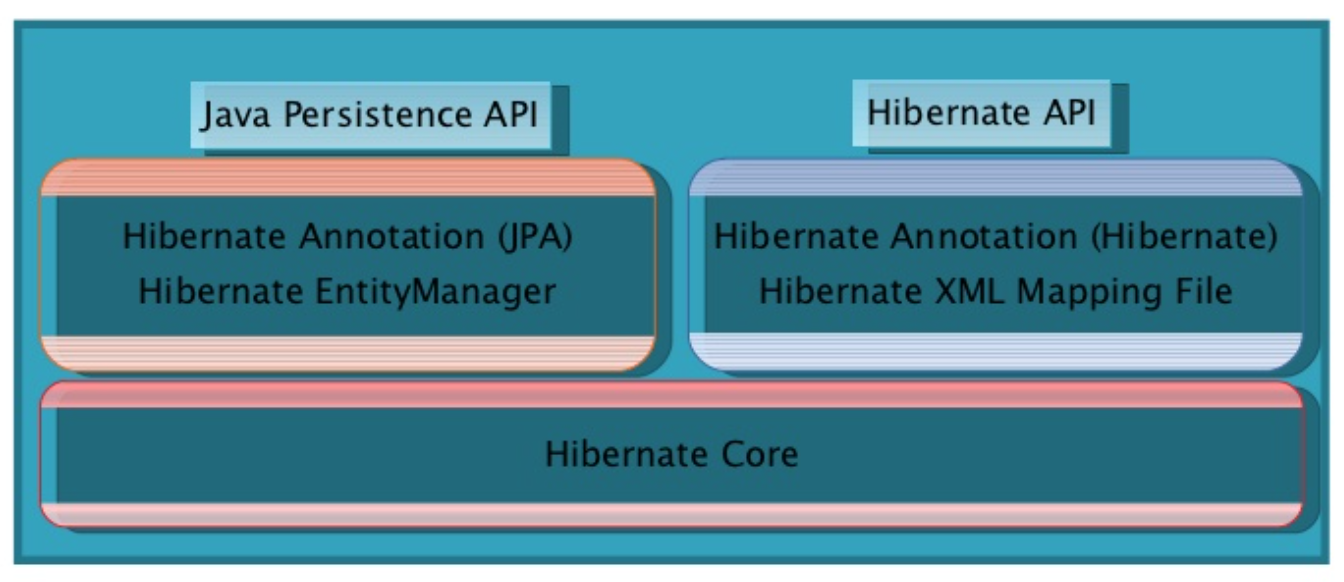 Java Persistence API
Hibernate API
Hibernate Annotation (JPA)
Hibernate EntityManager
Hibernate Annotation (Hibernate)
Hibernate XML Mapping File
Hibernate Core